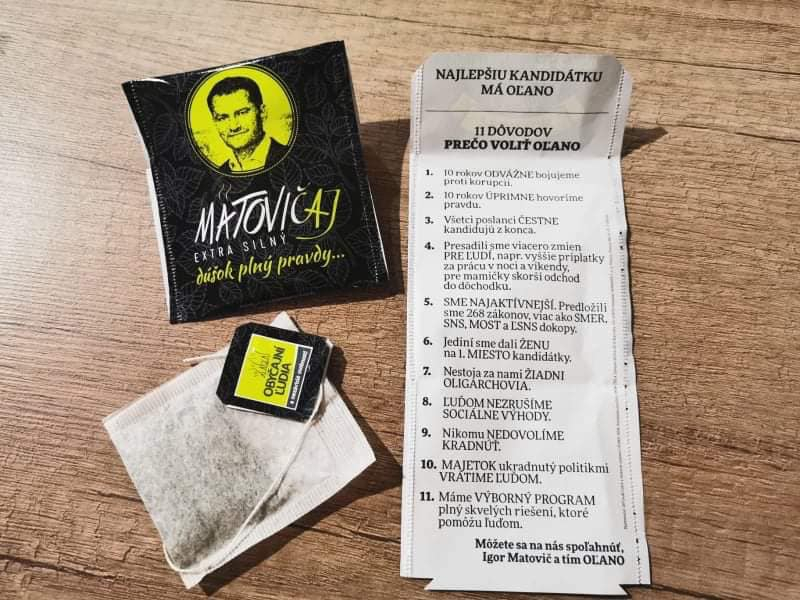 MATOVIČAJ
EXTRA SILNÝ
dúšok plný pravdy...
OBYČAJNÍ
ĽUDIA
NAJLEPŠIU KANDIDÁTKU
MÁ OĽANO
11 DÔVODOV
PREČO VOLIŤ OĽANO
1. 10 rokov ODVÁŽNE bojujeme
proti korupcii.
2. 10 rokov ÚPRIMNE hovoríme
pravdu.
3. Všetci poslanci ČESTNE
kandidujú z konca.
4. Presadili sme viacero zmien
PRE ĽUDÍ, napr. vyššie príplatky
za prácu v noci a víkendy,
pre mamičky skorší odchod
do dôchodku.
5. SME NAJAKTÍVNEJŠÍ. Predložili
sme 268 zákonov, viac ako SMER,
SNS, MOST a ĽSNS dokopy.
6. Jediní sme dali ŽENU
na 1. MIESTO kandidátky.
7. Nestoja za nami ŽIADNI
OLIGARCHOVIA.
8. ĽUĎOM NEZRUŠÍME
SOCIÁLNE VÝHODY.
9. Nikomu NEDOVOLÍME
KRADNÚŤ.
10. MAJETOK ukradnutý politikmi
VRÁTIME ĽUĎOM.
11. Máme VÝBORNÝ PROGRAM
plný skvelých riešení, ktoré
pomôžu ľuďom.
Môžete sa na nás spoľahnúť,
Igor Matovič a tím OĽANO